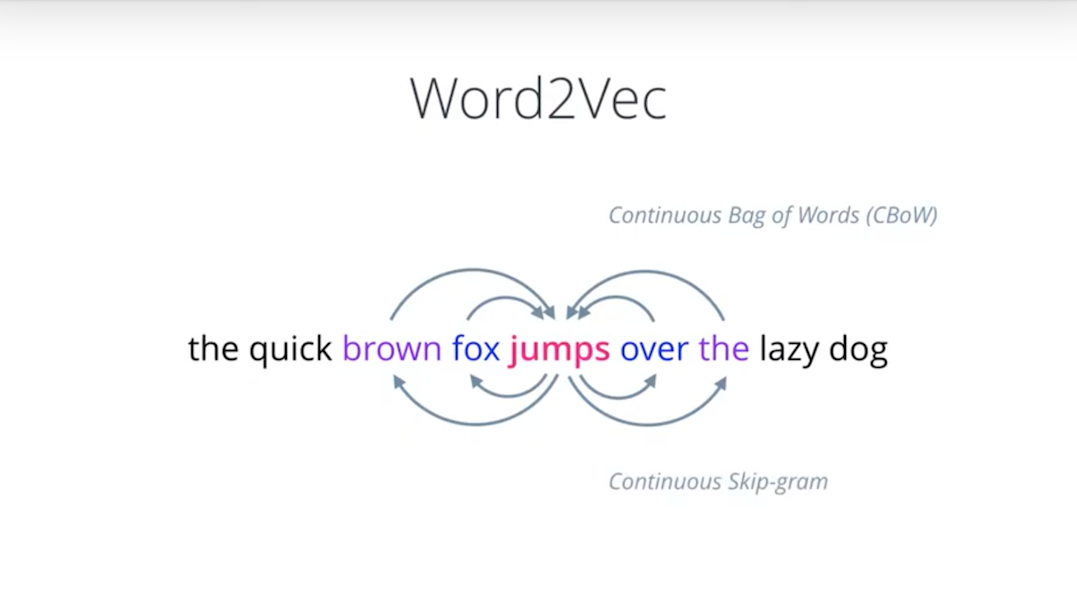 Word2Vec
Continuous Bag of Words (CBoW)
the quick brown fox jumps over the lazy dog
Continuous Skip-gram